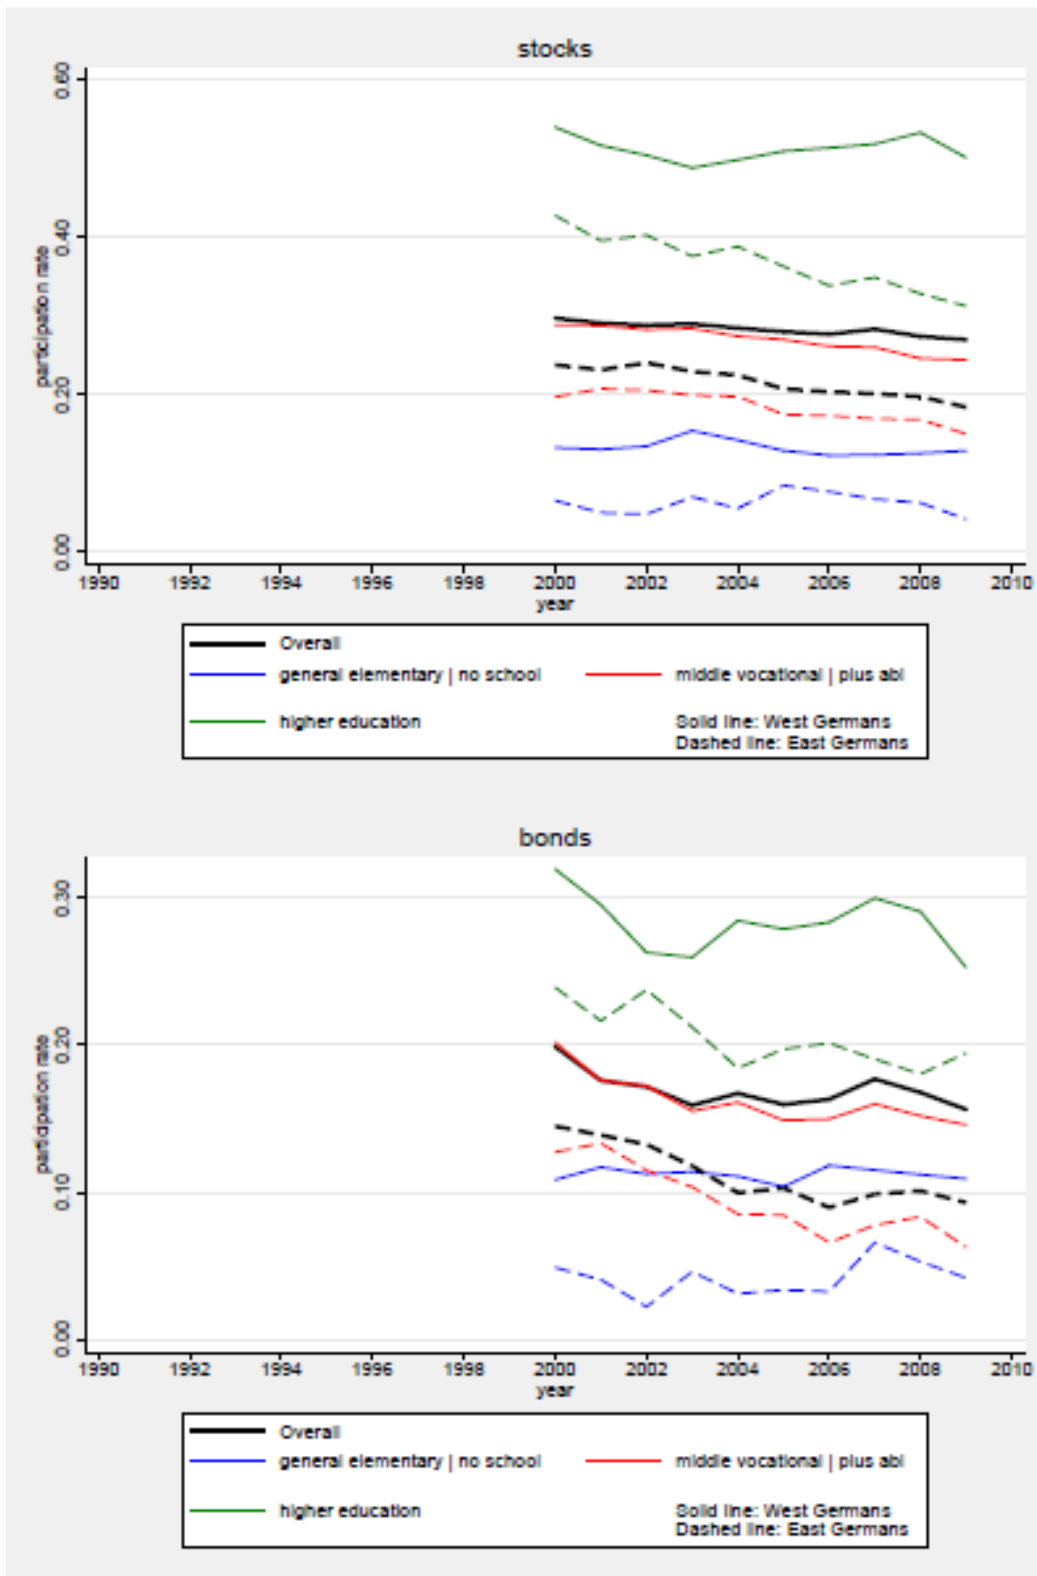 stocks
0.60
0.40
0.20
0.00
participation rate
1990 1992 1994 1996 1998 2000 2002 2004 2006 2008 2010
year
Overall
general elementary | no school middle vocational | plus abi
higher education Solid line: West Germans
Dashed line: East Germans
bonds
0.30
0.20
0.10
0.00
participation rate
1990 1992 1994 1996 1998 2000 2002 2004 2006 2008 2010
year
Overall
general elementary | no school middle vocational | plus abi
higher education Solid line: West Germans
Dashed line: East Germans